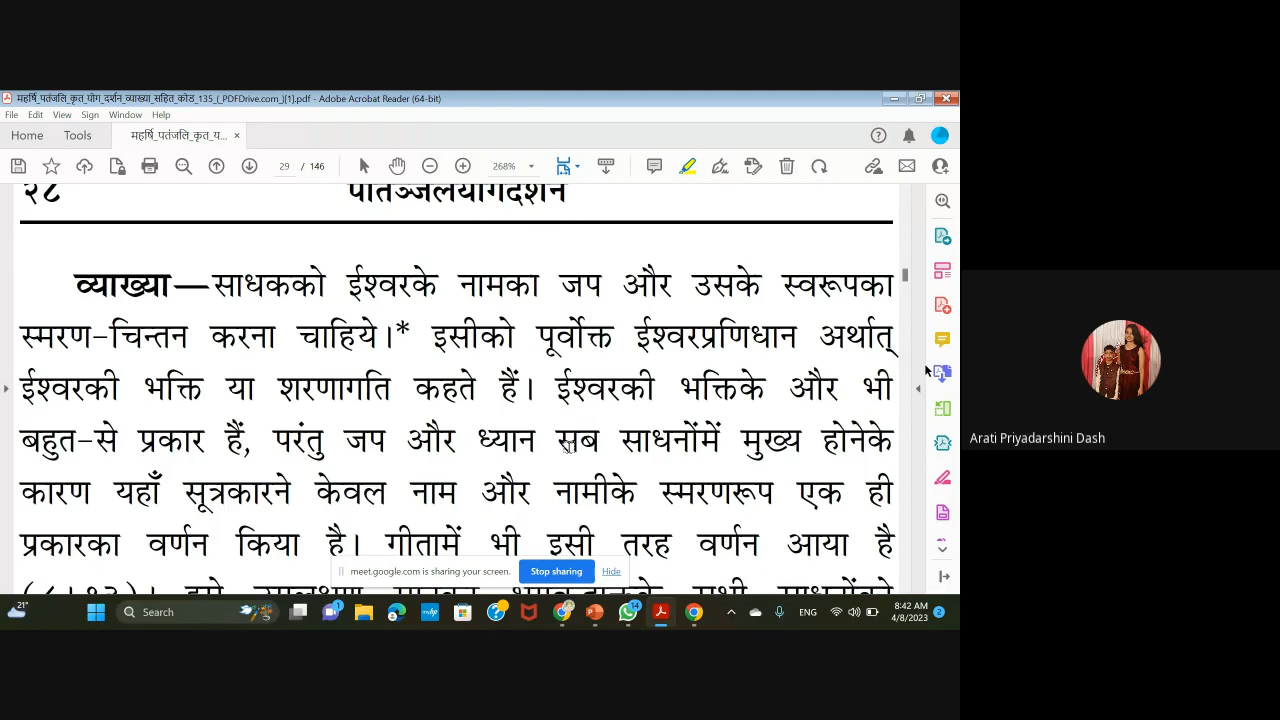 महर्षि_पतंजलि_कृत_योग_दर्शन_व्याख्या_सहित_कोड_135_(_PDFDrive.com_)[1].pdf - Adobe Acrobat Reader (64-bit)
File Edit View Sign Window Help
Home Tools महर्षि_पतंजलि_कृत_य... ×
29 / 146 268%
२८ पातञ्जलयोगदर्शन
व्याख्या—साधकको ईश्वरके नामका जप और उसके स्वरूपका
स्मरण-चिन्तन करना चाहिये।* इसीको पूर्वोक्त ईश्वरप्रणिधान अर्थात्
ईश्वरकी भक्ति या शरणागति कहते हैं। ईश्वरकी भक्तिके और भी
बहुत-से प्रकार हैं, परंतु जप और ध्यान सब साधनोंमें मुख्य होनेके
कारण यहाँ सूत्रकारने केवल नाम और नामीके स्मरणरूप एक ही
प्रकारका वर्णन किया है। गीतामें भी इसी तरह वर्णन आया है
meet.google.com is sharing your screen. Stop sharing Hide
Arati Priyadarshini Dash
21° Search 1 14 ENG 8:42 AM
4/8/2023 2